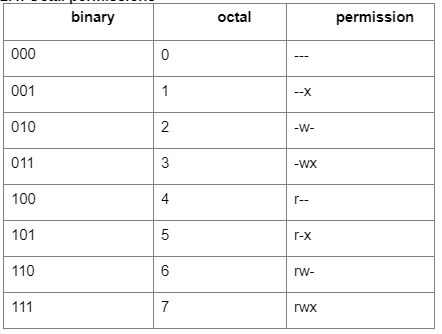 binary octal permission
000 0 ---
001 1 --x
010 2 -w-
011 3 -wx
100 4 r--
101 5 r-x
110 6 rw-
111 7 rwx